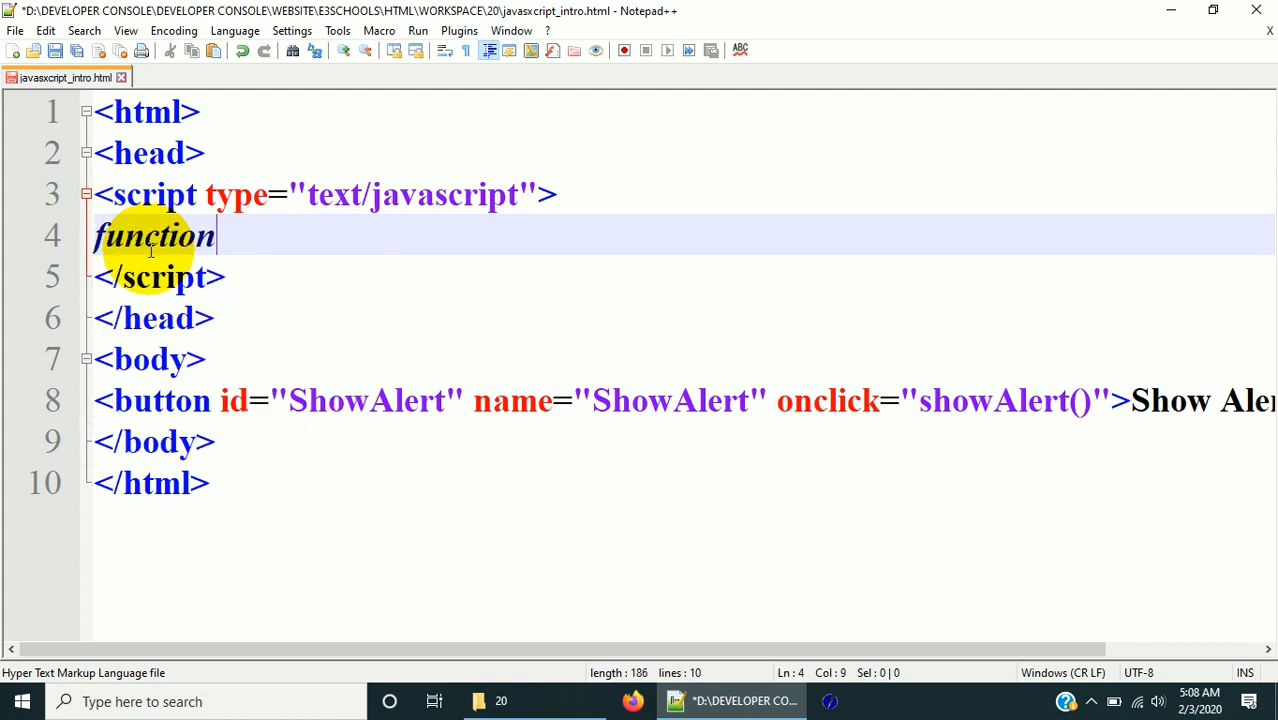 *D:\DEVELOPER CONSOLE\DEVELOPER CONSOLE\WEBSITE\E3SCHOOLS\HTML\WORKSPACE\20\javasxcript_intro.html - Notepad++
File Edit Search View Encoding Language Settings Tools Macro Run Plugins Window ? X
ABC
javasxcript_intro.html
1 <html>
2 <head>
3 <script type="text/javascript">
4 function
5 </script>
6 </head>
7 <body>
8 <button id="ShowAlert" name="ShowAlert" onclick="showAlert()">Show Aler
9 </body>
10 </html>
Hyper Text Markup Language file length : 186 lines : 10 Ln : 4 Col : 9 Sel : 0 | 0 Windows (CR LF) UTF-8 INS
Type here to search 20 *D:\DEVELOPER CO... 5:08 AM
2/3/2020